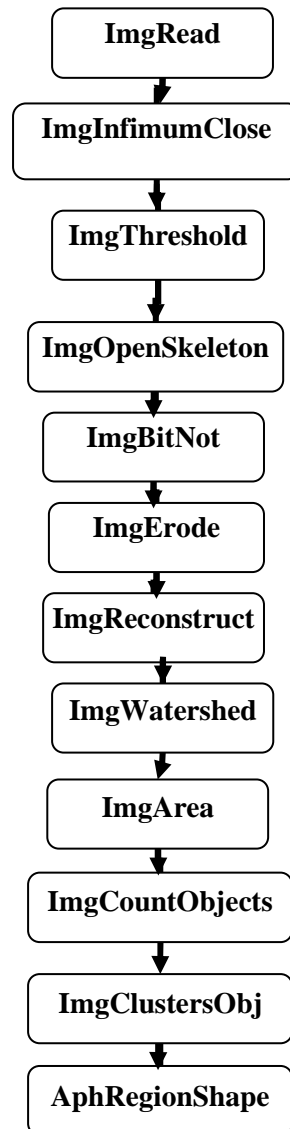 ImgRead
ImgInfimumClose
ImgThreshold
ImgOpenSkeleton
ImgBitNot
ImgErode
ImgReconstruct
ImgWatershed
ImgArea
ImgCountObjects
ImgClustersObj
AphRegionShape